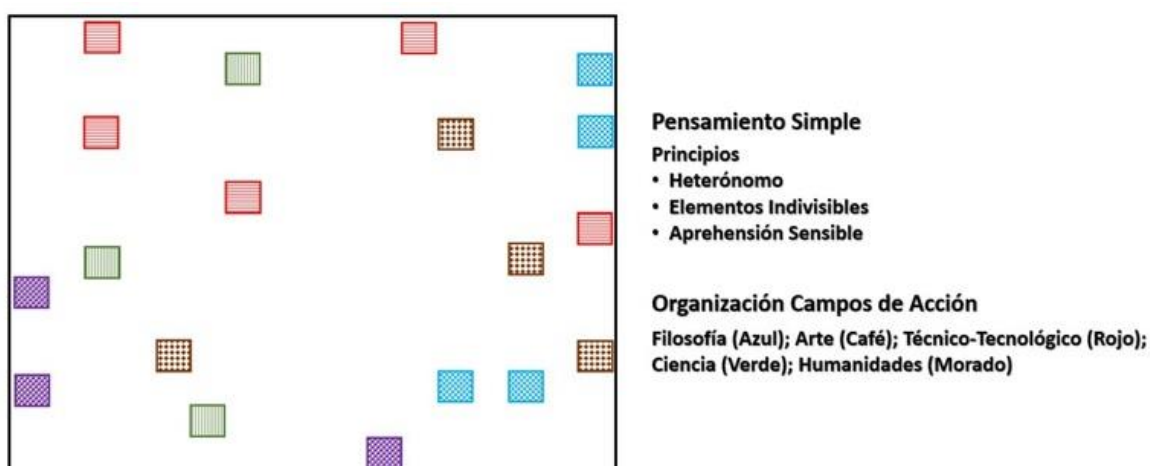 Pensamiento Simple
Principios
• Heterónomo
• Elementos Indivisibles
• Aprehensión Sensible
Organización Campos de Acción
Filosofía (Azul); Arte (Café); Técnico-Tecnológico (Rojo);
Ciencia (Verde); Humanidades (Morado)